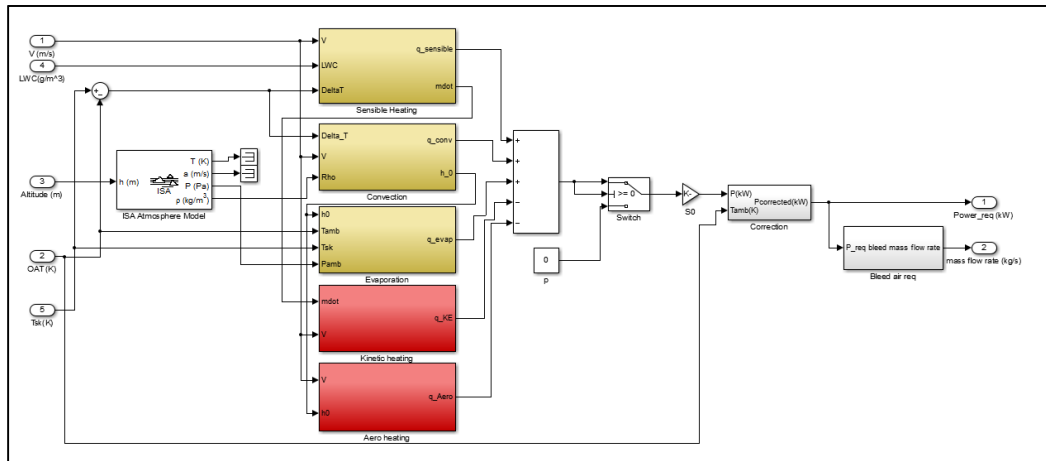 1
V (m/s)
4
LWC(g/m^3)
3
Altitude (m)
2
OAT (K)
5
Tsk(K)
h (m)
ISA
T (K)
a (m/s)
P (Pa)
ρ (kg/m³)
ISA Atmosphere Model
V
LWC
DeltaT
q_sensible
mdot
Sensible Heating
Delta_T
V
Rho
q_conv
h_0
Convection
h0
Tamb
Tsk
Pamb
q_evap
Evaporation
mdot
V
q_KE
Kinetic heating
V
h0
q_Aero
Aero heating
+
+
+
−
−
0
p
>= 0
Switch
K-
S0
P(kW)
Tamb(K)
Pcorrected(kW)
Correction
P_req bleed mass flow rate
Bleed air req
1
Power_req (kW)
2
mass flow rate (kg/s)